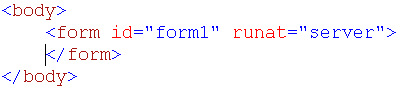 <body>
<form id="form1" runat="server">
</form>
</body>